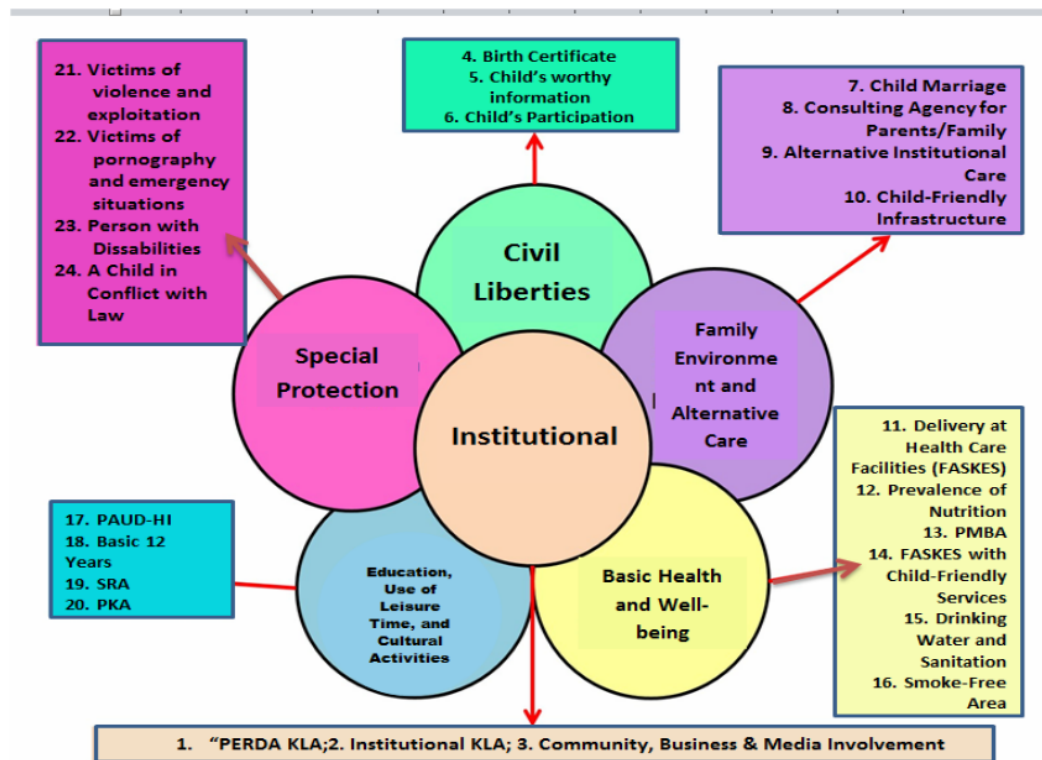 21. Victims of
violence and
exploitation
22. Victims of
pornography
and emergency
situations
23. Person with
Dissabilities
24. A Child in
Conflict with
Law
4. Birth Certificate
5. Child's worthy
information
6. Child's Participation
7. Child Marriage
8. Consulting Agency for
Parents/Family
9. Alternative Institutional
Care
10. Child-Friendly
Infrastructure
Civil
Liberties
Special
Protection
Family
Environme
nt and
Alternative
Care
Institutional
11. Delivery at
Health Care
Facilities (FASKES)
12. Prevalence of
Nutrition
13. PMBA
14. FASKES with
Child-Friendly
Services
15. Drinking
Water and
Sanitation
16. Smoke-Free
Area
17. PAUD-HI
18. Basic 12
Years
19. SRA
20. PKA
Education,
Use of
Leisure
Time, and
Cultural
Activities
Basic Health
and Well-
being
1. "PERDA KLA;2. Institutional KLA; 3. Community, Business & Media Involvement